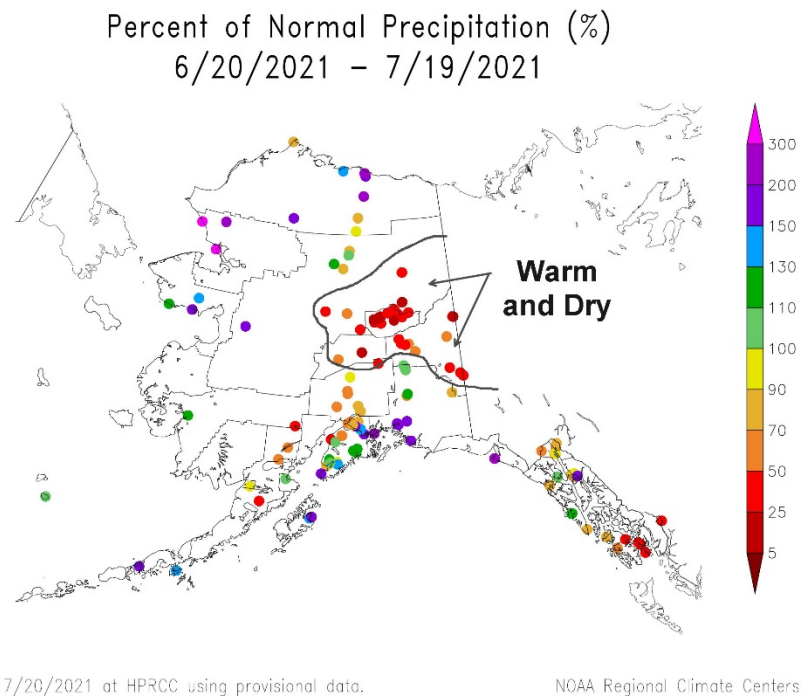 Percent of Normal Precipitation (%)
6/20/2021 – 7/19/2021
Warm
and Dry
300
200
150
130
110
100
90
70
50
25
5
7/20/2021 at HPRCC using provisional data.
NOAA Regional Climate Centers